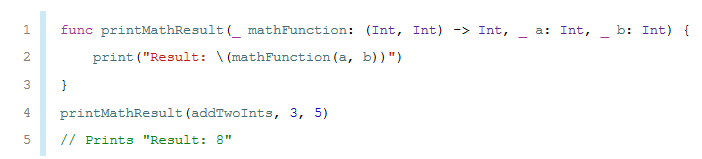 1 func printMathResult(_ mathFunction: (Int, Int) -> Int, _ a: Int, _ b: Int) {
2     print("Result: \(mathFunction(a, b))")
3 }
4 printMathResult(addTwoInts, 3, 5)
5 // Prints "Result: 8"